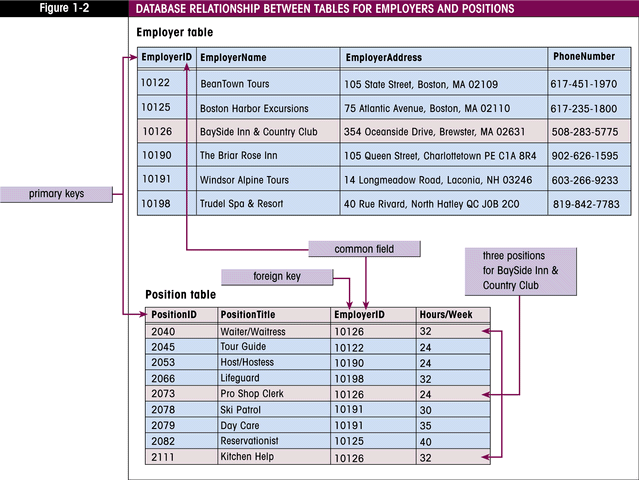 Figure 1-2 DATABASE RELATIONSHIP BETWEEN TABLES FOR EMPLOYERS AND POSITIONS
Employer table
EmployerID EmployerName EmployerAddress PhoneNumber
10122 BeanTown Tours 105 State Street, Boston, MA 02109 617-451-1970
10125 Boston Harbor Excursions 75 Atlantic Avenue, Boston, MA 02110 617-235-1800
10126 BaySide Inn & Country Club 354 Oceanside Drive, Brewster, MA 02631 508-283-5775
10190 The Briar Rose Inn 105 Queen Street, Charlottetown PE C1A 8R4 902-626-1595
10191 Windsor Alpine Tours 14 Longmeadow Road, Laconia, NH 03246 603-266-9233
10198 Trudel Spa & Resort 40 Rue Rivard, North Hatley QC J0B 2C0 819-842-7783
primary keys
common field
foreign key
three positions
for BaySide Inn &
Country Club
Position table
PositionID PositionTitle EmployerID Hours/Week
2040 Waiter/Waitress 10126 32
2045 Tour Guide 10122 24
2053 Host/Hostess 10190 24
2066 Lifeguard 10198 32
2073 Pro Shop Clerk 10126 24
2078 Ski Patrol 10191 30
2079 Day Care 10191 35
2082 Reservationist 10125 40
2111 Kitchen Help 10126 32